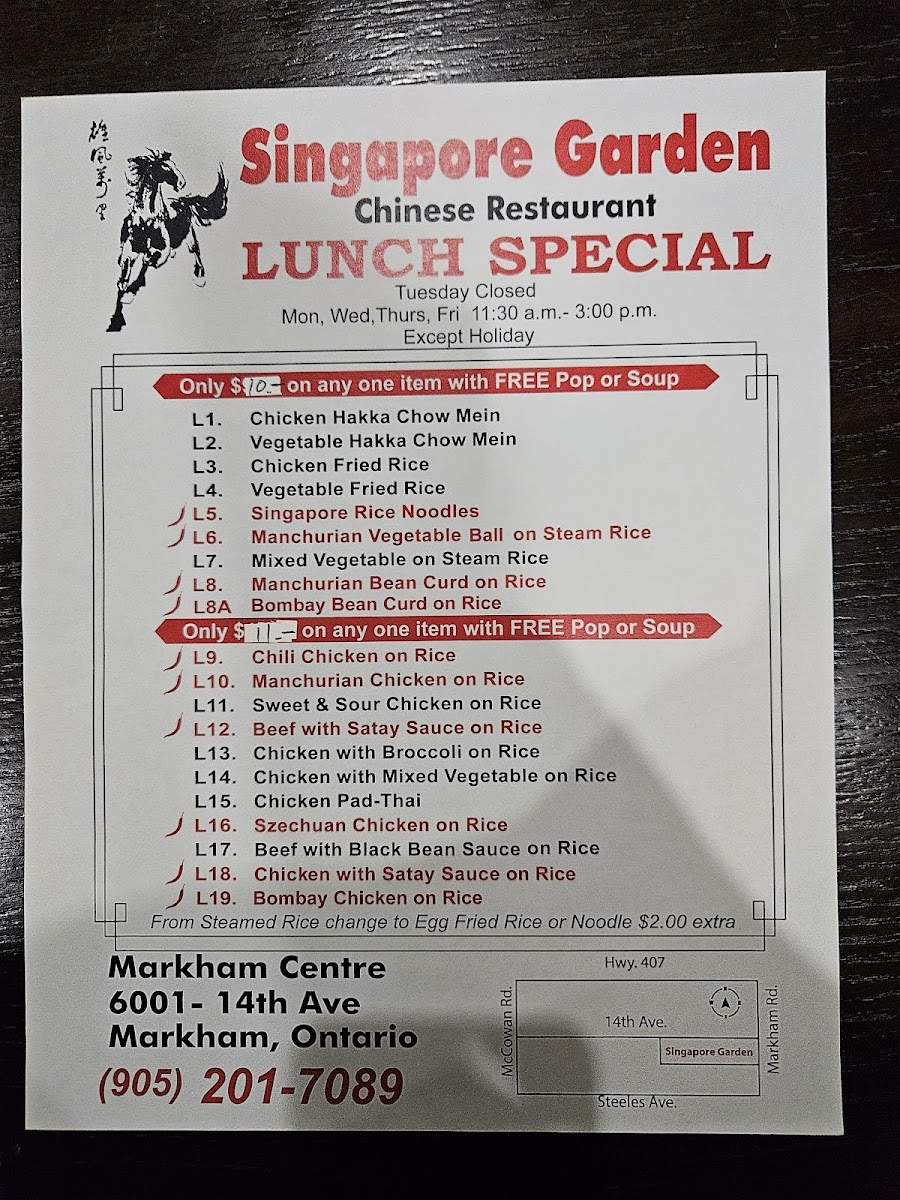 雄風萬里
Singapore Garden
Chinese Restaurant
LUNCH SPECIAL
Tuesday Closed
Mon, Wed,Thurs, Fri 11:30 a.m.- 3:00 p.m.
Except Holiday
Only $10.- on any one item with FREE Pop or Soup
L1. Chicken Hakka Chow Mein
L2. Vegetable Hakka Chow Mein
L3. Chicken Fried Rice
L4. Vegetable Fried Rice
L5. Singapore Rice Noodles
L6. Manchurian Vegetable Ball on Steam Rice
L7. Mixed Vegetable on Steam Rice
L8. Manchurian Bean Curd on Rice
L8A Bombay Bean Curd on Rice
Only $11.- on any one item with FREE Pop or Soup
L9. Chili Chicken on Rice
L10. Manchurian Chicken on Rice
L11. Sweet & Sour Chicken on Rice
L12. Beef with Satay Sauce on Rice
L13. Chicken with Broccoli on Rice
L14. Chicken with Mixed Vegetable on Rice
L15. Chicken Pad-Thai
L16. Szechuan Chicken on Rice
L17. Beef with Black Bean Sauce on Rice
L18. Chicken with Satay Sauce on Rice
L19. Bombay Chicken on Rice
From Steamed Rice change to Egg Fried Rice or Noodle $2.00 extra
Markham Centre
6001- 14th Ave
Markham, Ontario
(905) 201-7089
Hwy. 407
McCowan Rd.
14th Ave.
Singapore Garden
Markham Rd.
Steeles Ave.